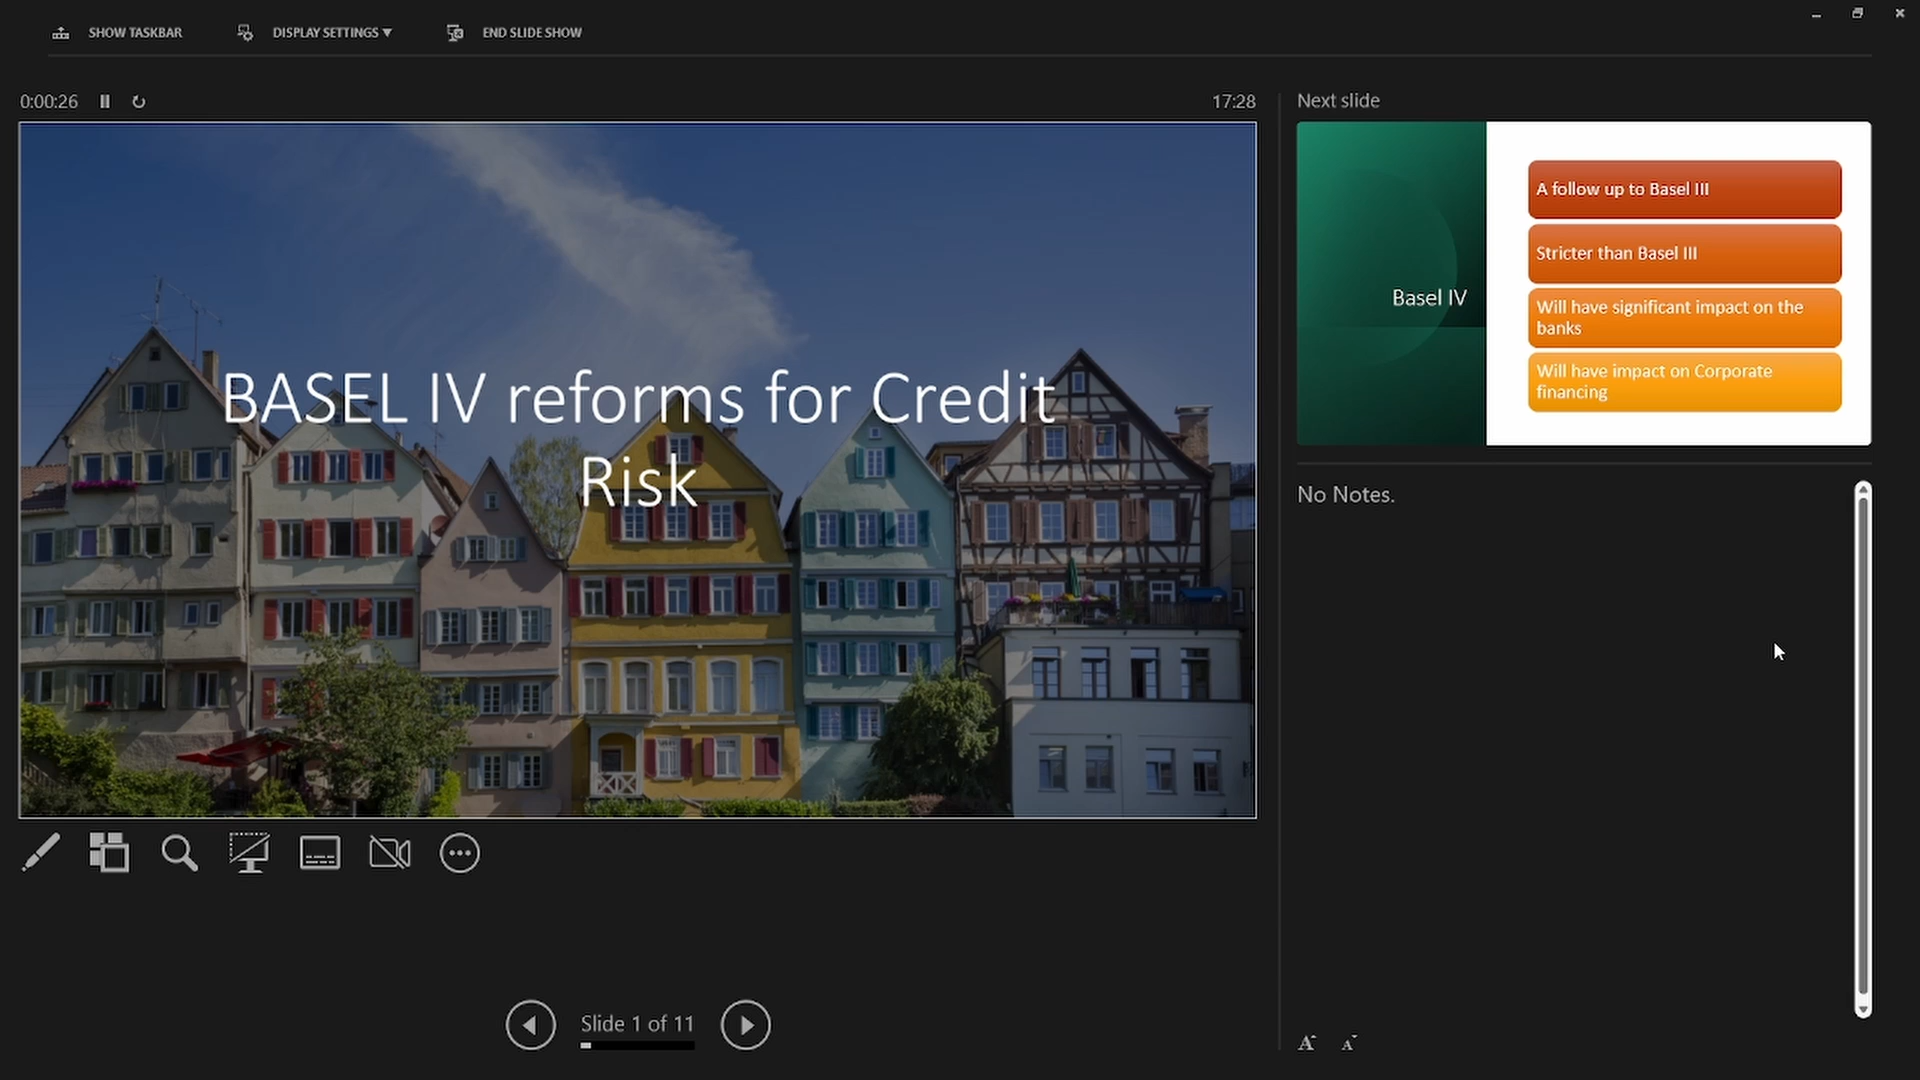 SHOW TASKBAR
DISPLAY SETTINGS ▼
END SLIDE SHOW
0:00:26
17:28
BASEL IV reforms for Credit
Risk
Next slide
Basel IV
A follow up to Basel III
Stricter than Basel III
Will have significant impact on the
banks
Will have impact on Corporate
financing
No Notes.
Slide 1 of 11
A A